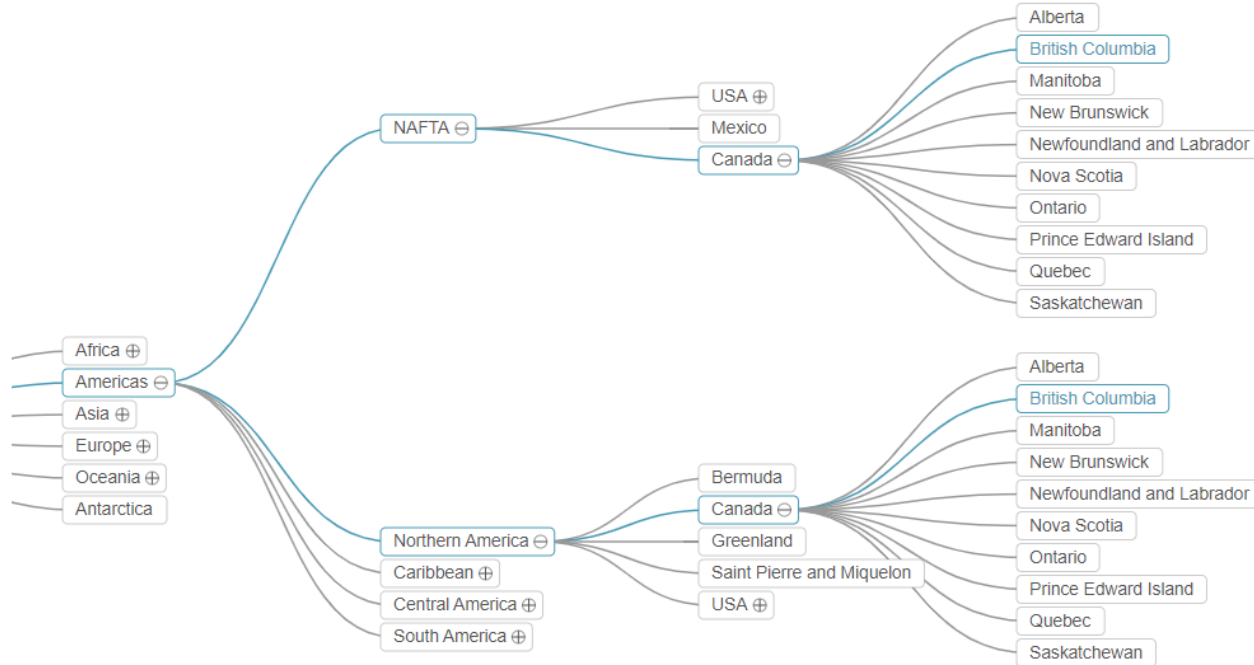 Alberta
British Columbia
Manitoba
New Brunswick
Newfoundland and Labrador
Nova Scotia
Ontario
Prince Edward Island
Quebec
Saskatchewan
USA
Mexico
Canada
NAFTA
Africa
Americas
Asia
Europe
Oceania
Antarctica
Northern America
Caribbean
Central America
South America
Bermuda
Canada
Greenland
Saint Pierre and Miquelon
USA
Alberta
British Columbia
Manitoba
New Brunswick
Newfoundland and Labrador
Nova Scotia
Ontario
Prince Edward Island
Quebec
Saskatchewan